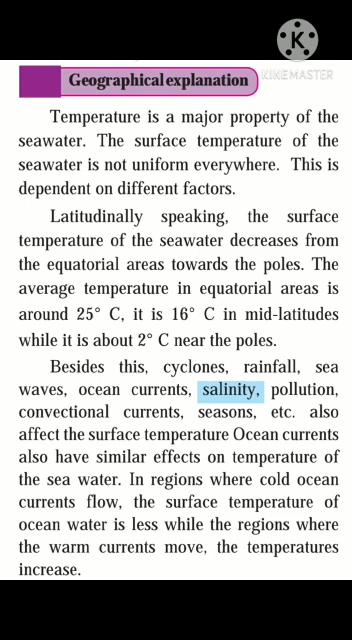 K
KINEMASTER
Geographical explanation
Temperature is a major property of the
seawater. The surface temperature of the
seawater is not uniform everywhere. This is
dependent on different factors.
Latitudinally speaking, the surface
temperature of the seawater decreases from
the equatorial areas towards the poles. The
average temperature in equatorial areas is
around 25° C, it is 16° C in mid-latitudes
while it is about 2° C near the poles.
Besides this, cyclones, rainfall, sea
waves, ocean currents, salinity, pollution,
convectional currents, seasons, etc. also
affect the surface temperature Ocean currents
also have similar effects on temperature of
the sea water. In regions where cold ocean
currents flow, the surface temperature of
ocean water is less while the regions where
the warm currents move, the temperatures
increase.